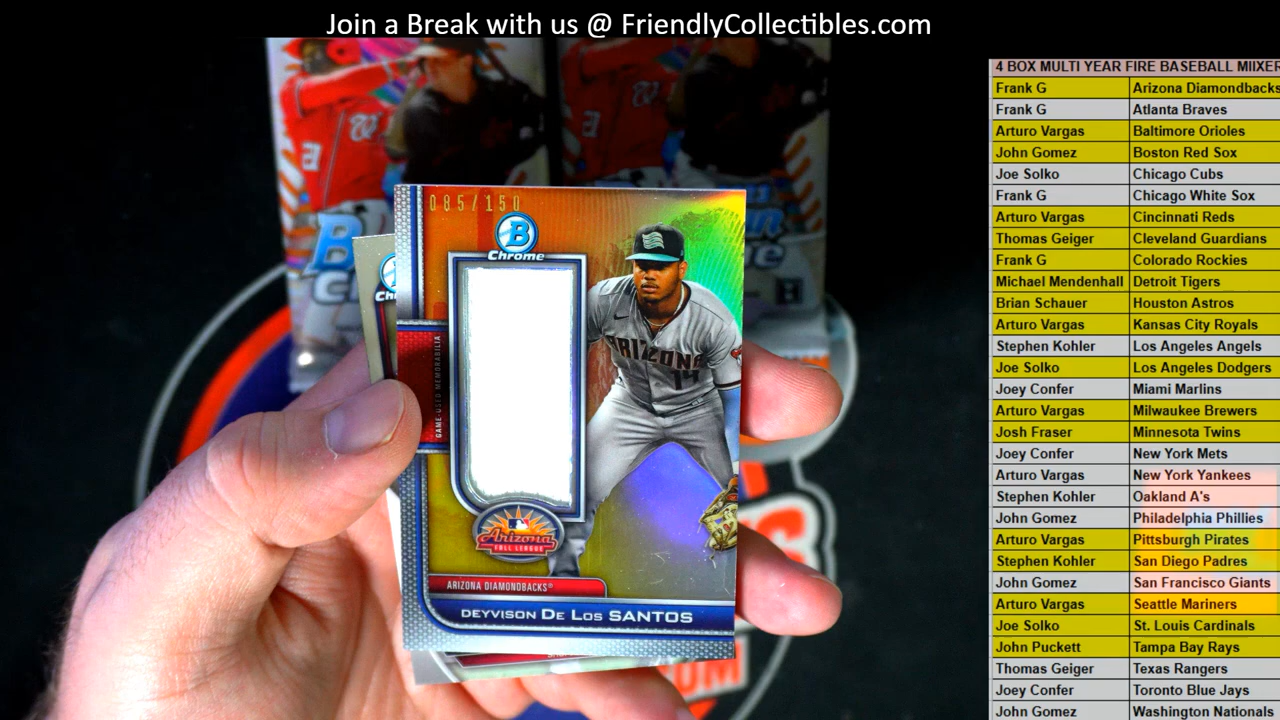 Join a Break with us @ FriendlyCollectibles.com
4 BOX MULTI YEAR FIRE BASEBALL MIIXER
Frank G Arizona Diamondbacks
Frank G Atlanta Braves
Arturo Vargas Baltimore Orioles
John Gomez Boston Red Sox
Joe Solko Chicago Cubs
Frank G Chicago White Sox
Arturo Vargas Cincinnati Reds
Thomas Geiger Cleveland Guardians
Frank G Colorado Rockies
Michael Mendenhall Detroit Tigers
Brian Schauer Houston Astros
Arturo Vargas Kansas City Royals
Stephen Kohler Los Angeles Angels
Joe Solko Los Angeles Dodgers
Joey Confer Miami Marlins
Arturo Vargas Milwaukee Brewers
Josh Fraser Minnesota Twins
Joey Confer New York Mets
Arturo Vargas New York Yankees
Stephen Kohler Oakland A's
John Gomez Philadelphia Phillies
Arturo Vargas Pittsburgh Pirates
Stephen Kohler San Diego Padres
John Gomez San Francisco Giants
Arturo Vargas Seattle Mariners
Joe Solko St. Louis Cardinals
John Puckett Tampa Bay Rays
Thomas Geiger Texas Rangers
Joey Confer Toronto Blue Jays
John Gomez Washington Nationals
085/150
B
Chrome
GAME-USED MEMORABILIA
ARIZONA
14
Arizona
FALL LEAGUE
ARIZONA DIAMONDBACKS®
DEYVISON DE LOS SANTOS